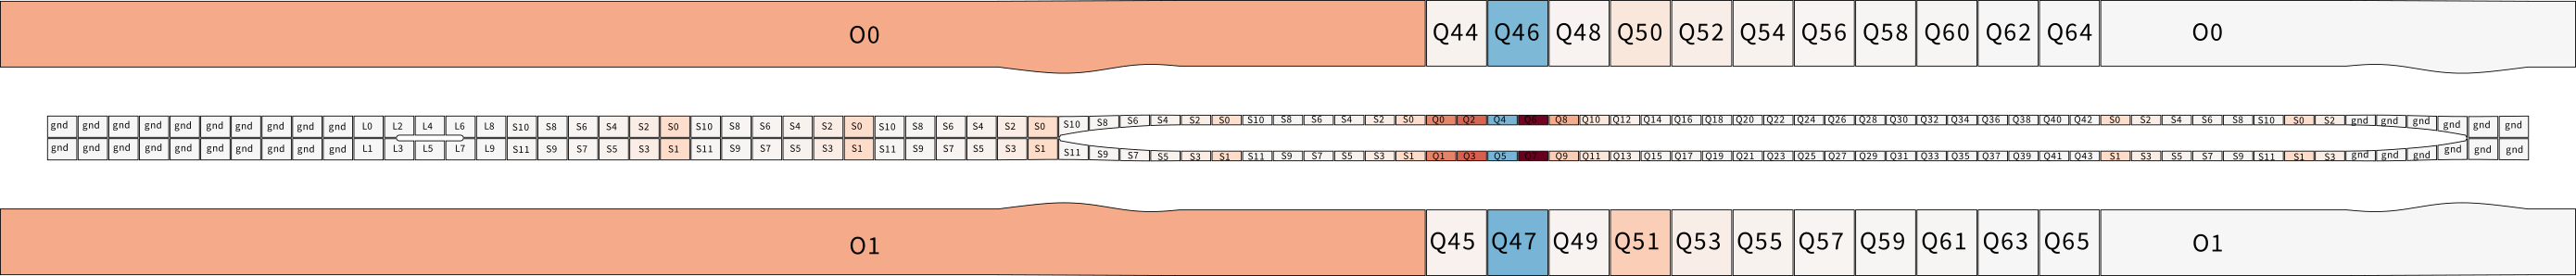 O0 Q44 Q46 Q48 Q50 Q52 Q54 Q56 Q58 Q60 Q62 Q64 O0
gnd gnd gnd gnd gnd gnd gnd gnd gnd gnd L0 L2 L4 L6 L8 S10 S8 S6 S4 S2 S0 S10 S8 S6 S4 S2 S0 S10 S8 S6 S4 S2 S0 S10 S8 S6 S4 S2 S0 S10 S8 S6 S4 S2 S0 Q0 Q2 Q4 Q6 Q8 Q10 Q12 Q14 Q16 Q18 Q20 Q22 Q24 Q26 Q28 Q30 Q32 Q34 Q36 Q38 Q40 Q42 S0 S2 S4 S6 S8 S10 S0 S2 gnd gnd gnd gnd gnd gnd
gnd gnd gnd gnd gnd gnd gnd gnd gnd gnd L1 L3 L5 L7 L9 S11 S9 S7 S5 S3 S1 S11 S9 S7 S5 S3 S1 S11 S9 S7 S5 S3 S1 S11 S9 S7 S5 S3 S1 S11 S9 S7 S5 S3 S1 Q1 Q3 Q5 Q7 Q9 Q11 Q13 Q15 Q17 Q19 Q21 Q23 Q25 Q27 Q29 Q31 Q33 Q35 Q37 Q39 Q41 Q43 S1 S3 S5 S7 S9 S11 S1 S3 gnd gnd gnd gnd gnd gnd
O1 Q45 Q47 Q49 Q51 Q53 Q55 Q57 Q59 Q61 Q63 Q65 O1